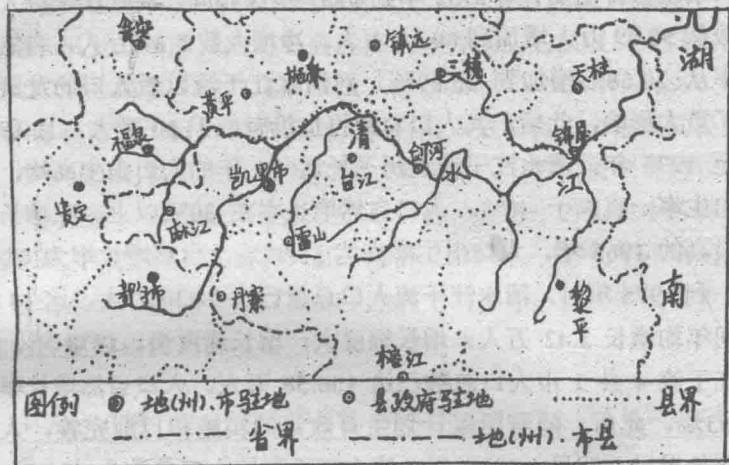 瓮安
镇远
湖
施秉
三穗
天柱
黄平
福泉
清
锦屏
剑河
台江
水
江
凯里市
贵定
麻江
雷山
都匀
丹寨
黎平
南
榕江
图例 地(州).市驻地 县政府驻地 县界
省界 地(州).市县